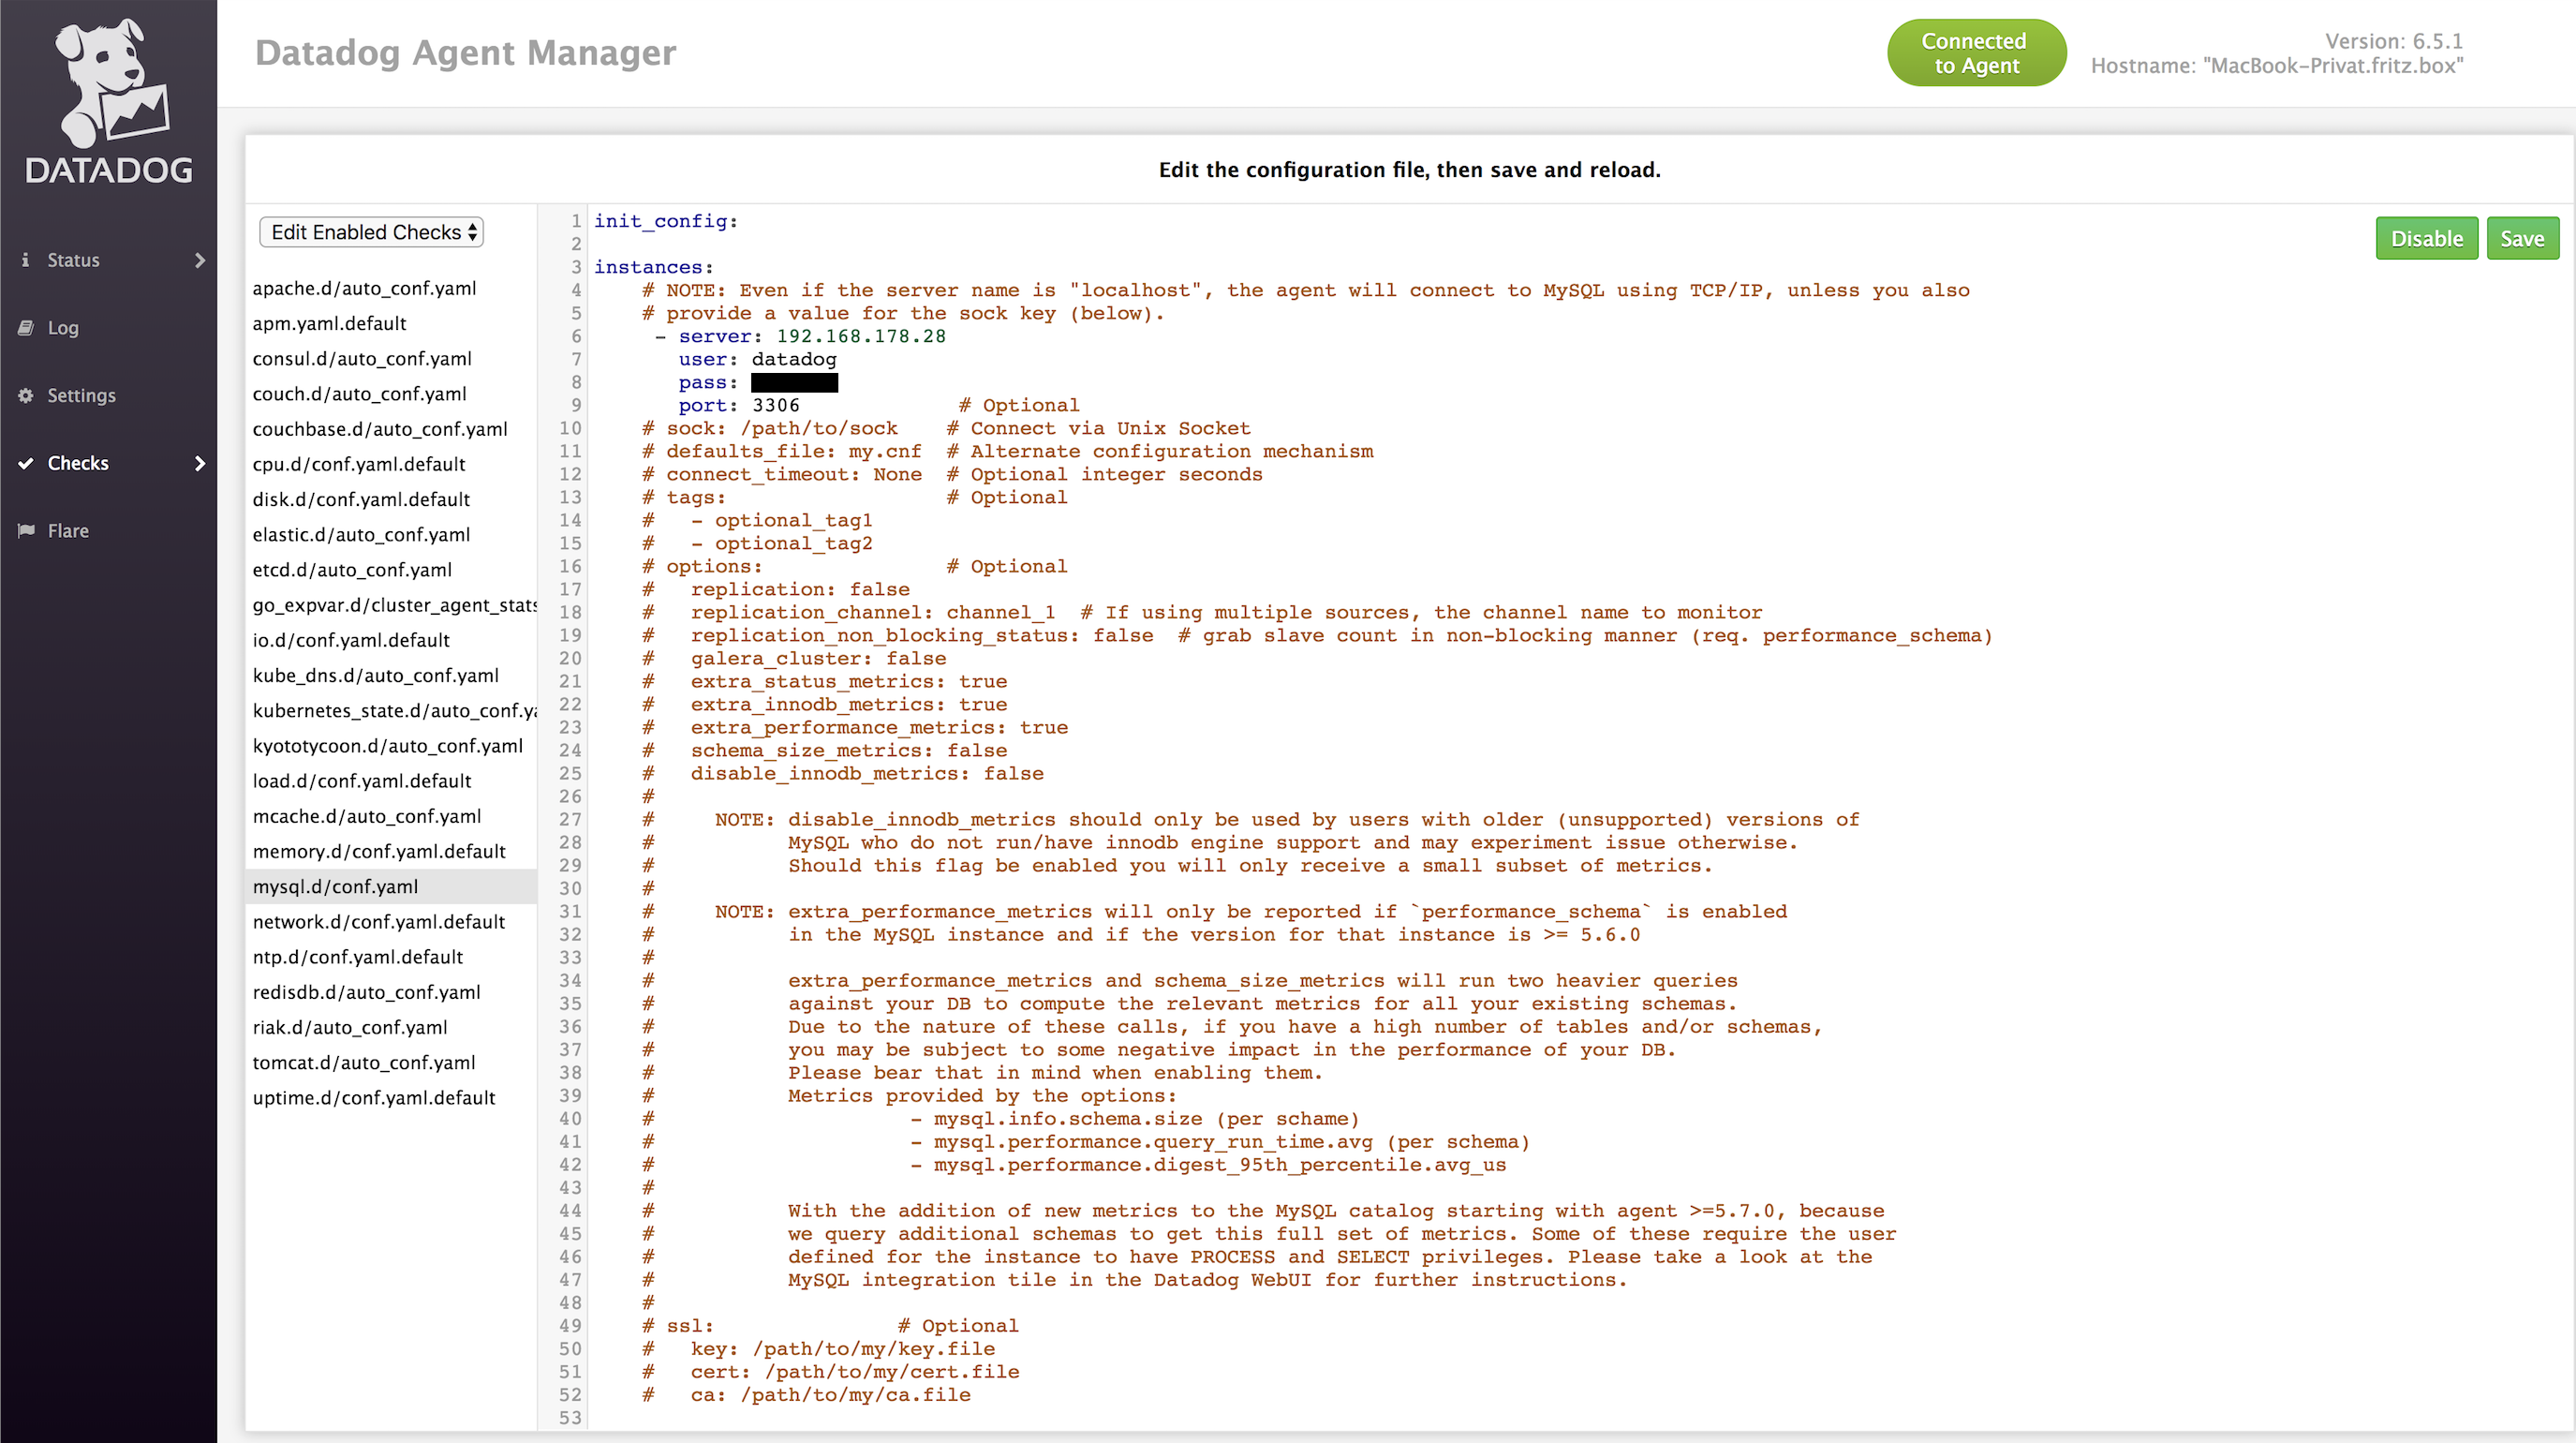 DATADOG
Status
Log
Settings
Checks
Flare
Datadog Agent Manager
Connected
to Agent
Version: 6.5.1
Hostname: "MacBook-Privat.fritz.box"
Edit the configuration file, then save and reload.
Edit Enabled Checks
apache.d/auto_conf.yaml
apm.yaml.default
consul.d/auto_conf.yaml
couch.d/auto_conf.yaml
couchbase.d/auto_conf.yaml
cpu.d/conf.yaml.default
disk.d/conf.yaml.default
elastic.d/auto_conf.yaml
etcd.d/auto_conf.yaml
go_expvar.d/cluster_agent_stats
io.d/conf.yaml.default
kube_dns.d/auto_conf.yaml
kubernetes_state.d/auto_conf.ya
kyototycoon.d/auto_conf.yaml
load.d/conf.yaml.default
mcache.d/auto_conf.yaml
memory.d/conf.yaml.default
mysql.d/conf.yaml
network.d/conf.yaml.default
ntp.d/conf.yaml.default
redisdb.d/auto_conf.yaml
riak.d/auto_conf.yaml
tomcat.d/auto_conf.yaml
uptime.d/conf.yaml.default
Disable Save
1 init_config:
2
3 instances:
4 # NOTE: Even if the server name is "localhost", the agent will connect to MySQL using TCP/IP, unless you also
5 # provide a value for the sock key (below).
6 - server: 192.168.178.28
7 user: datadog
8 pass:
9 port: 3306 # Optional
10 # sock: /path/to/sock # Connect via Unix Socket
11 # defaults_file: my.cnf # Alternate configuration mechanism
12 # connect_timeout: None # Optional integer seconds
13 # tags: # Optional
14 # - optional_tag1
15 # - optional_tag2
16 # options: # Optional
17 # replication: false
18 # replication_channel: channel_1 # If using multiple sources, the channel name to monitor
19 # replication_non_blocking_status: false # grab slave count in non-blocking manner (req. performance_schema)
20 # galera_cluster: false
21 # extra_status_metrics: true
22 # extra_innodb_metrics: true
23 # extra_performance_metrics: true
24 # schema_size_metrics: false
25 # disable_innodb_metrics: false
26 #
27 # NOTE: disable_innodb_metrics should only be used by users with older (unsupported) versions of
28 # MySQL who do not run/have innodb engine support and may experiment issue otherwise.
29 # Should this flag be enabled you will only receive a small subset of metrics.
30 #
31 # NOTE: extra_performance_metrics will only be reported if `performance_schema` is enabled
32 # in the MySQL instance and if the version for that instance is >= 5.6.0
33 #
34 # extra_performance_metrics and schema_size_metrics will run two heavier queries
35 # against your DB to compute the relevant metrics for all your existing schemas.
36 # Due to the nature of these calls, if you have a high number of tables and/or schemas,
37 # you may be subject to some negative impact in the performance of your DB.
38 # Please bear that in mind when enabling them.
39 # Metrics provided by the options:
40 # - mysql.info.schema.size (per schame)
41 # - mysql.performance.query_run_time.avg (per schema)
42 # - mysql.performance.digest_95th_percentile.avg_us
43 #
44 # With the addition of new metrics to the MySQL catalog starting with agent >=5.7.0, because
45 # we query additional schemas to get this full set of metrics. Some of these require the user
46 # defined for the instance to have PROCESS and SELECT privileges. Please take a look at the
47 # MySQL integration tile in the Datadog WebUI for further instructions.
48 #
49 # ssl: # Optional
50 # key: /path/to/my/key.file
51 # cert: /path/to/my/cert.file
52 # ca: /path/to/my/ca.file
53